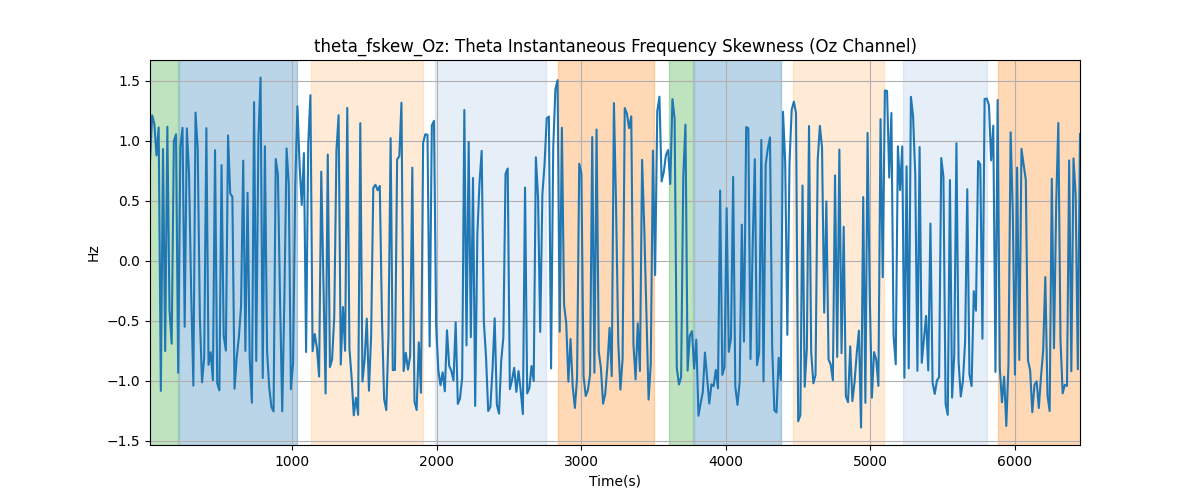 theta_fskew_Oz: Theta Instantaneous Frequency Skewness (Oz Channel)
1.5
1.0
0.5
0.0
−0.5
−1.0
−1.5
Hz
1000 2000 3000 4000 5000 6000
Time(s)